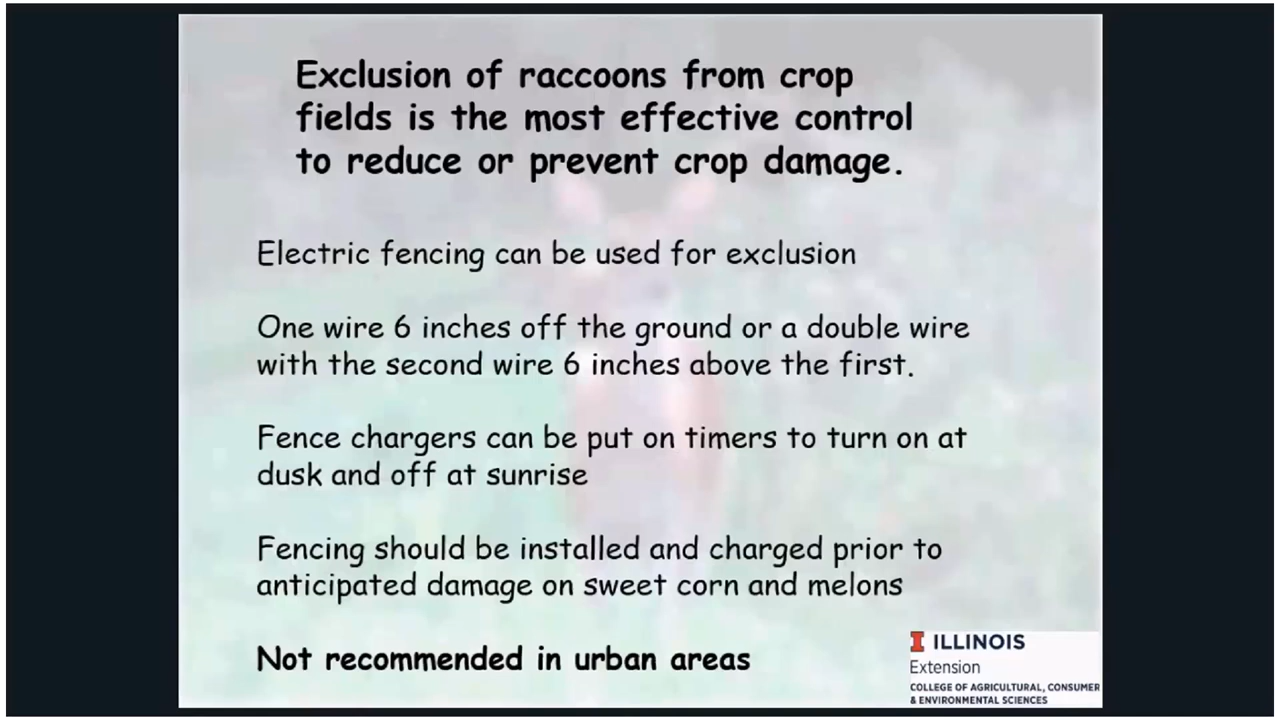 Exclusion of raccoons from crop
fields is the most effective control
to reduce or prevent crop damage.
Electric fencing can be used for exclusion
One wire 6 inches off the ground or a double wire
with the second wire 6 inches above the first.
Fence chargers can be put on timers to turn on at
dusk and off at sunrise
Fencing should be installed and charged prior to
anticipated damage on sweet corn and melons
Not recommended in urban areas
I ILLINOIS
Extension
COLLEGE OF AGRICULTURAL, CONSUMER
& ENVIRONMENTAL SCIENCES